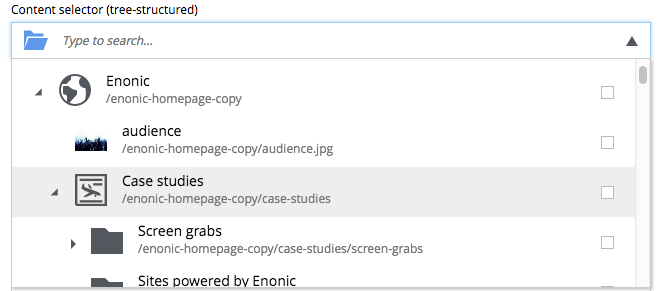 Content selector (tree-structured)
Type to search...
Enonic
/enonic-homepage-copy
audience
/enonic-homepage-copy/audience.jpg
Case studies
/enonic-homepage-copy/case-studies
Screen grabs
/enonic-homepage-copy/case-studies/screen-grabs
Sites powered by Enonic